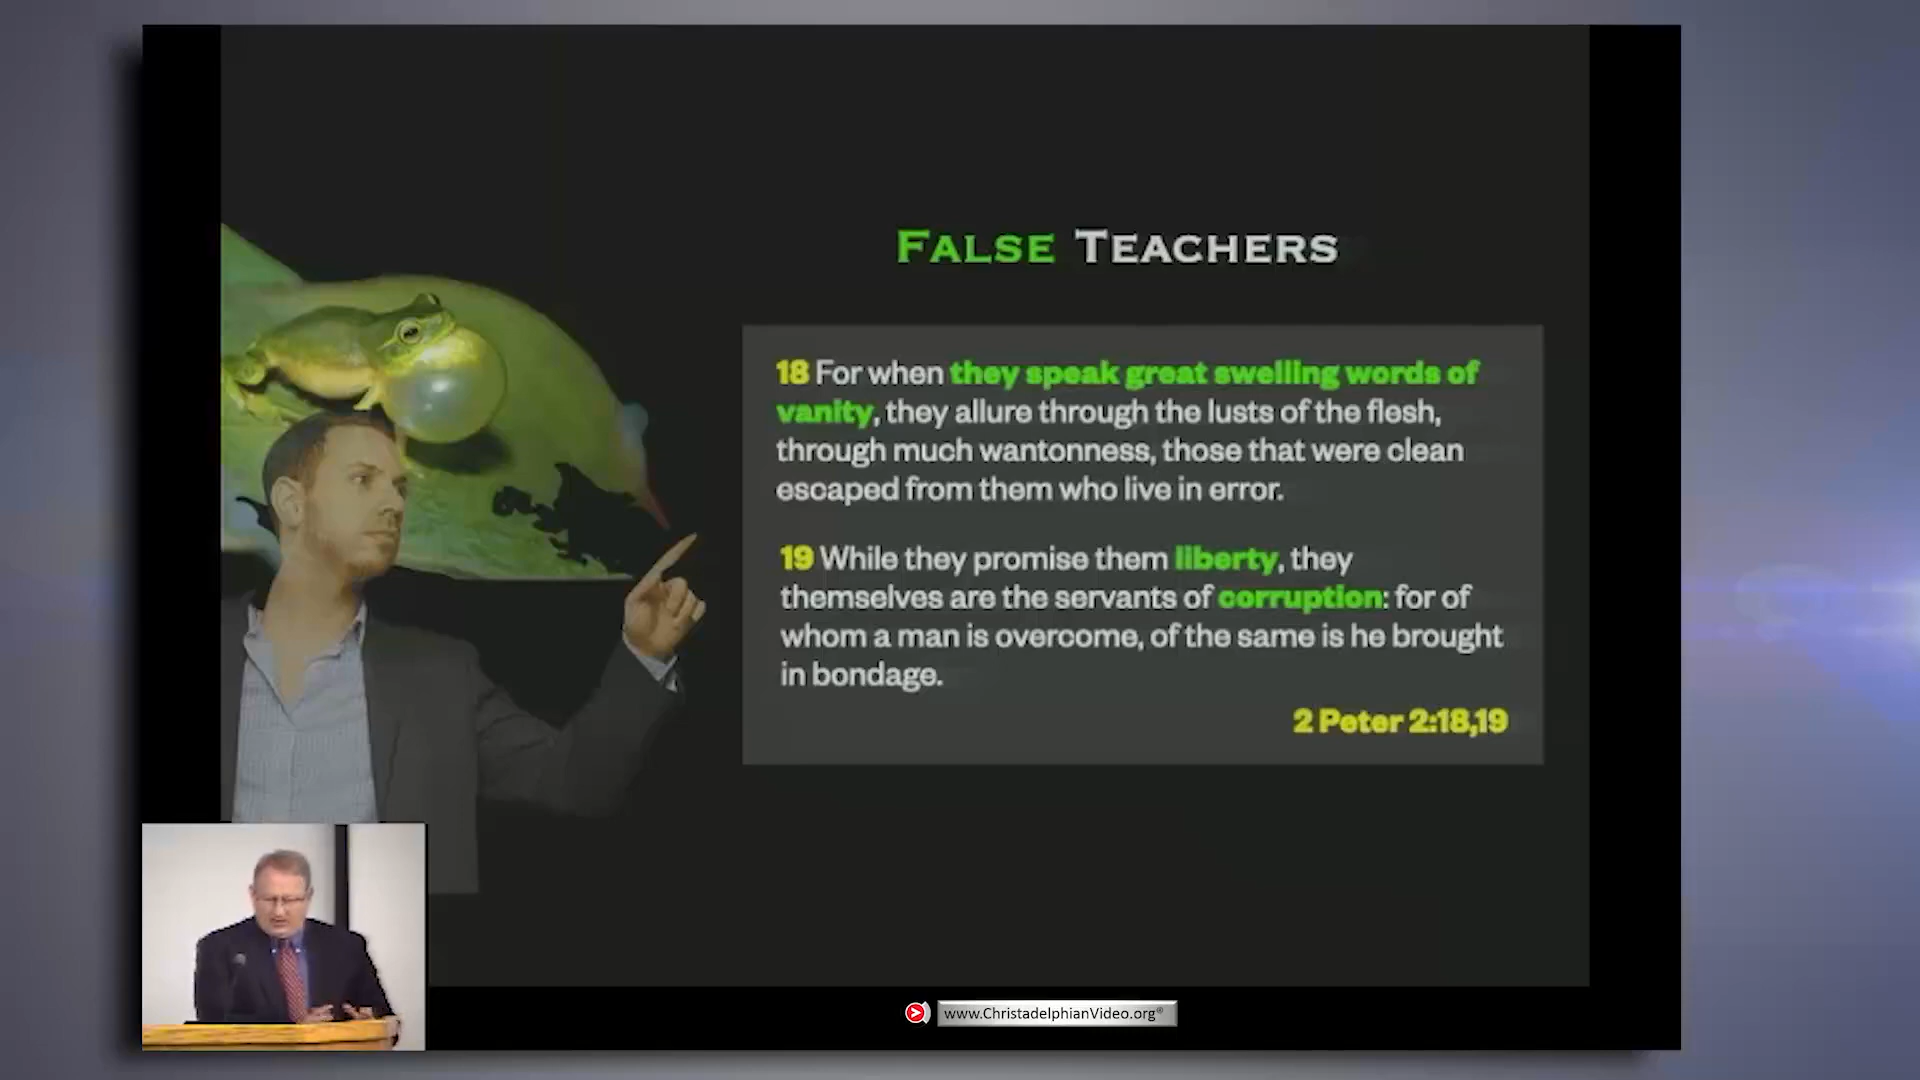 FALSE TEACHERS
18 For when they speak great swelling words of
vanity, they allure through the lusts of the flesh,
through much wantonness, those that were clean
escaped from them who live in error.
19 While they promise them liberty, they
themselves are the servants of corruption: for of
whom a man is overcome, of the same is he brought
in bondage.
2 Peter 2:18,19
www.ChristadelphianVideo.org®